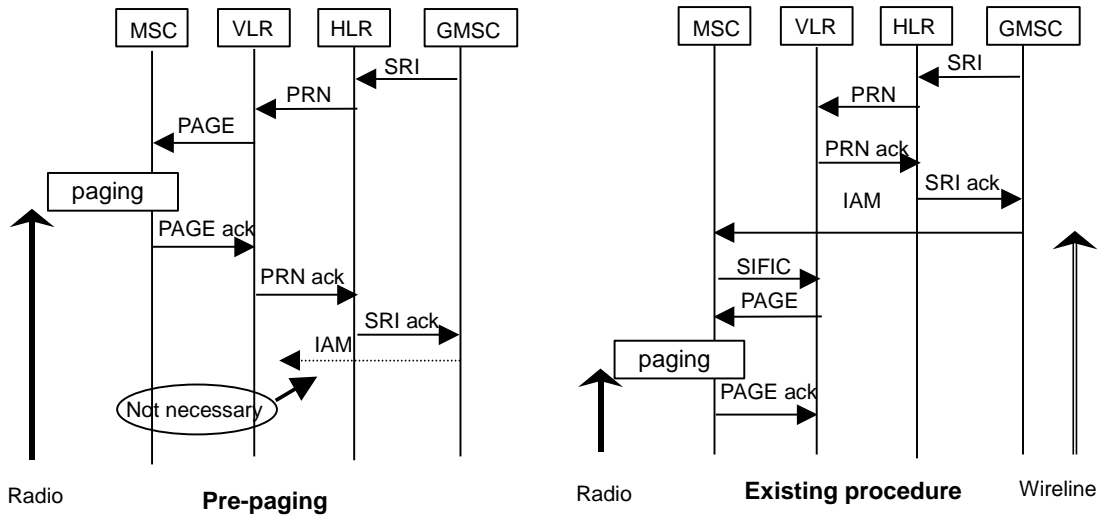 MSC VLR HLR GMSC
SRI
PRN
PAGE
paging
PAGE ack
PRN ack
SRI ack
IAM
Not necessary
Radio
Pre-paging
MSC VLR HLR GMSC
SRI
PRN
PRN ack
SRI ack
IAM
SIFIC
PAGE
paging
PAGE ack
Radio
Existing procedure
Wireline